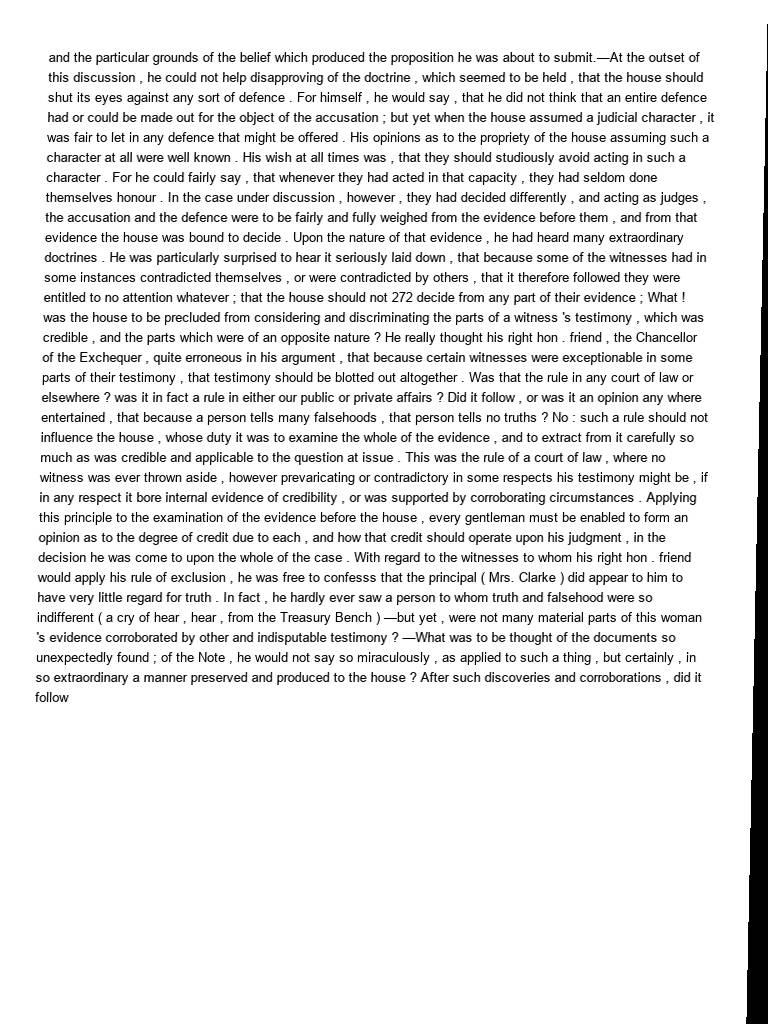 and the particular grounds of the belief which produced the proposition he was about to submit.—At the outset of
this discussion , he could not help disapproving of the doctrine , which seemed to be held , that the house should
shut its eyes against any sort of defence . For himself , he would say , that he did not think that an entire defence
had or could be made out for the object of the accusation ; but yet when the house assumed a judicial character , it
was fair to let in any defence that might be offered . His opinions as to the propriety of the house assuming such a
character at all were well known . His wish at all times was , that they should studiously avoid acting in such a
character . For he could fairly say , that whenever they had acted in that capacity , they had seldom done
themselves honour . In the case under discussion , however , they had decided differently , and acting as judges ,
the accusation and the defence were to be fairly and fully weighed from the evidence before them , and from that
evidence the house was bound to decide . Upon the nature of that evidence , he had heard many extraordinary
doctrines . He was particularly surprised to hear it seriously laid down , that because some of the witnesses had in
some instances contradicted themselves , or were contradicted by others , that it therefore followed they were
entitled to no attention whatever ; that the house should not 272 decide from any part of their evidence ; What !
was the house to be precluded from considering and discriminating the parts of a witness 's testimony , which was
credible , and the parts which were of an opposite nature ? He really thought his right hon . friend , the Chancellor
of the Exchequer , quite erroneous in his argument , that because certain witnesses were exceptionable in some
parts of their testimony , that testimony should be blotted out altogether . Was that the rule in any court of law or
elsewhere ? was it in fact a rule in either our public or private affairs ? Did it follow , or was it an opinion any where
entertained , that because a person tells many falsehoods , that person tells no truths ? No : such a rule should not
influence the house , whose duty it was to examine the whole of the evidence , and to extract from it carefully so
much as was credible and applicable to the question at issue . This was the rule of a court of law , where no
witness was ever thrown aside , however prevaricating or contradictory in some respects his testimony might be , if
in any respect it bore internal evidence of credibility , or was supported by corroborating circumstances . Applying
this principle to the examination of the evidence before the house , every gentleman must be enabled to form an
opinion as to the degree of credit due to each , and how that credit should operate upon his judgment , in the
decision he was come to upon the whole of the case . With regard to the witnesses to whom his right hon . friend
would apply his rule of exclusion , he was free to confesss that the principal ( Mrs. Clarke ) did appear to him to
have very little regard for truth . In fact , he hardly ever saw a person to whom truth and falsehood were so
indifferent ( a cry of hear , hear , from the Treasury Bench ) —but yet , were not many material parts of this woman
's evidence corroborated by other and indisputable testimony ? —What was to be thought of the documents so
unexpectedly found ; of the Note , he would not say so miraculously , as applied to such a thing , but certainly , in
so extraordinary a manner preserved and produced to the house ? After such discoveries and corroborations , did it
follow